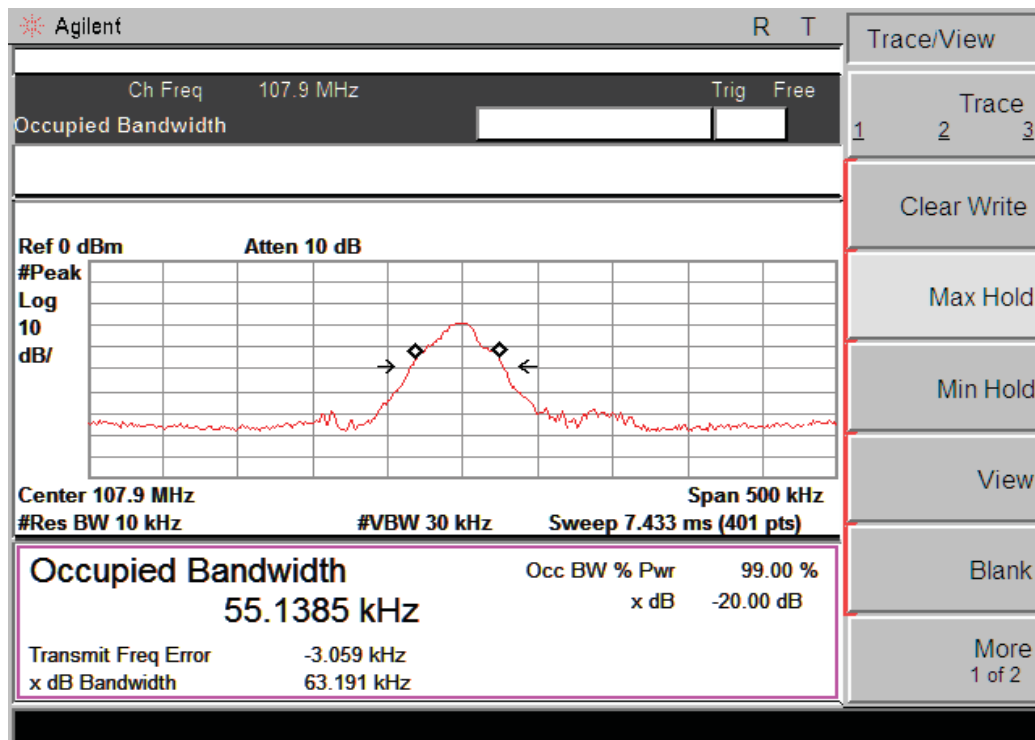 Agilent R T
Trace/View
Ch Freq 107.9 MHz Trig Free
Occupied Bandwidth
Trace
1 2 3
Clear Write
Ref 0 dBm Atten 10 dB
#Peak
Log
10
dB/
Max Hold
Min Hold
View
Center 107.9 MHz Span 500 kHz
#Res BW 10 kHz #VBW 30 kHz Sweep 7.433 ms (401 pts)
Occupied Bandwidth Occ BW % Pwr 99.00 %
55.1385 kHz x dB -20.00 dB
Blank
Transmit Freq Error -3.059 kHz
x dB Bandwidth 63.191 kHz
More
1 of 2